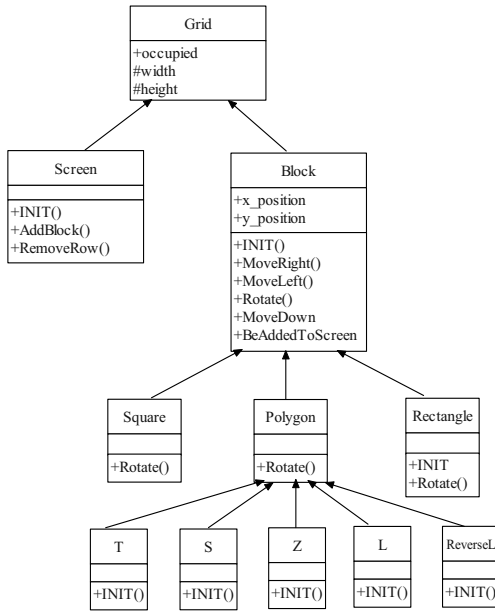 Grid
+occupied
#width
#height
Screen
+INIT()
+AddBlock()
+RemoveRow()
Block
+x_position
+y_position
+INIT()
+MoveRight()
+MoveLeft()
+Rotate()
+MoveDown
+BeAddedToScreen
Square
+Rotate()
Polygon
+Rotate()
Rectangle
+INIT
+Rotate()
T
+INIT()
S
+INIT()
Z
+INIT()
L
+INIT()
ReverseL
+INIT()